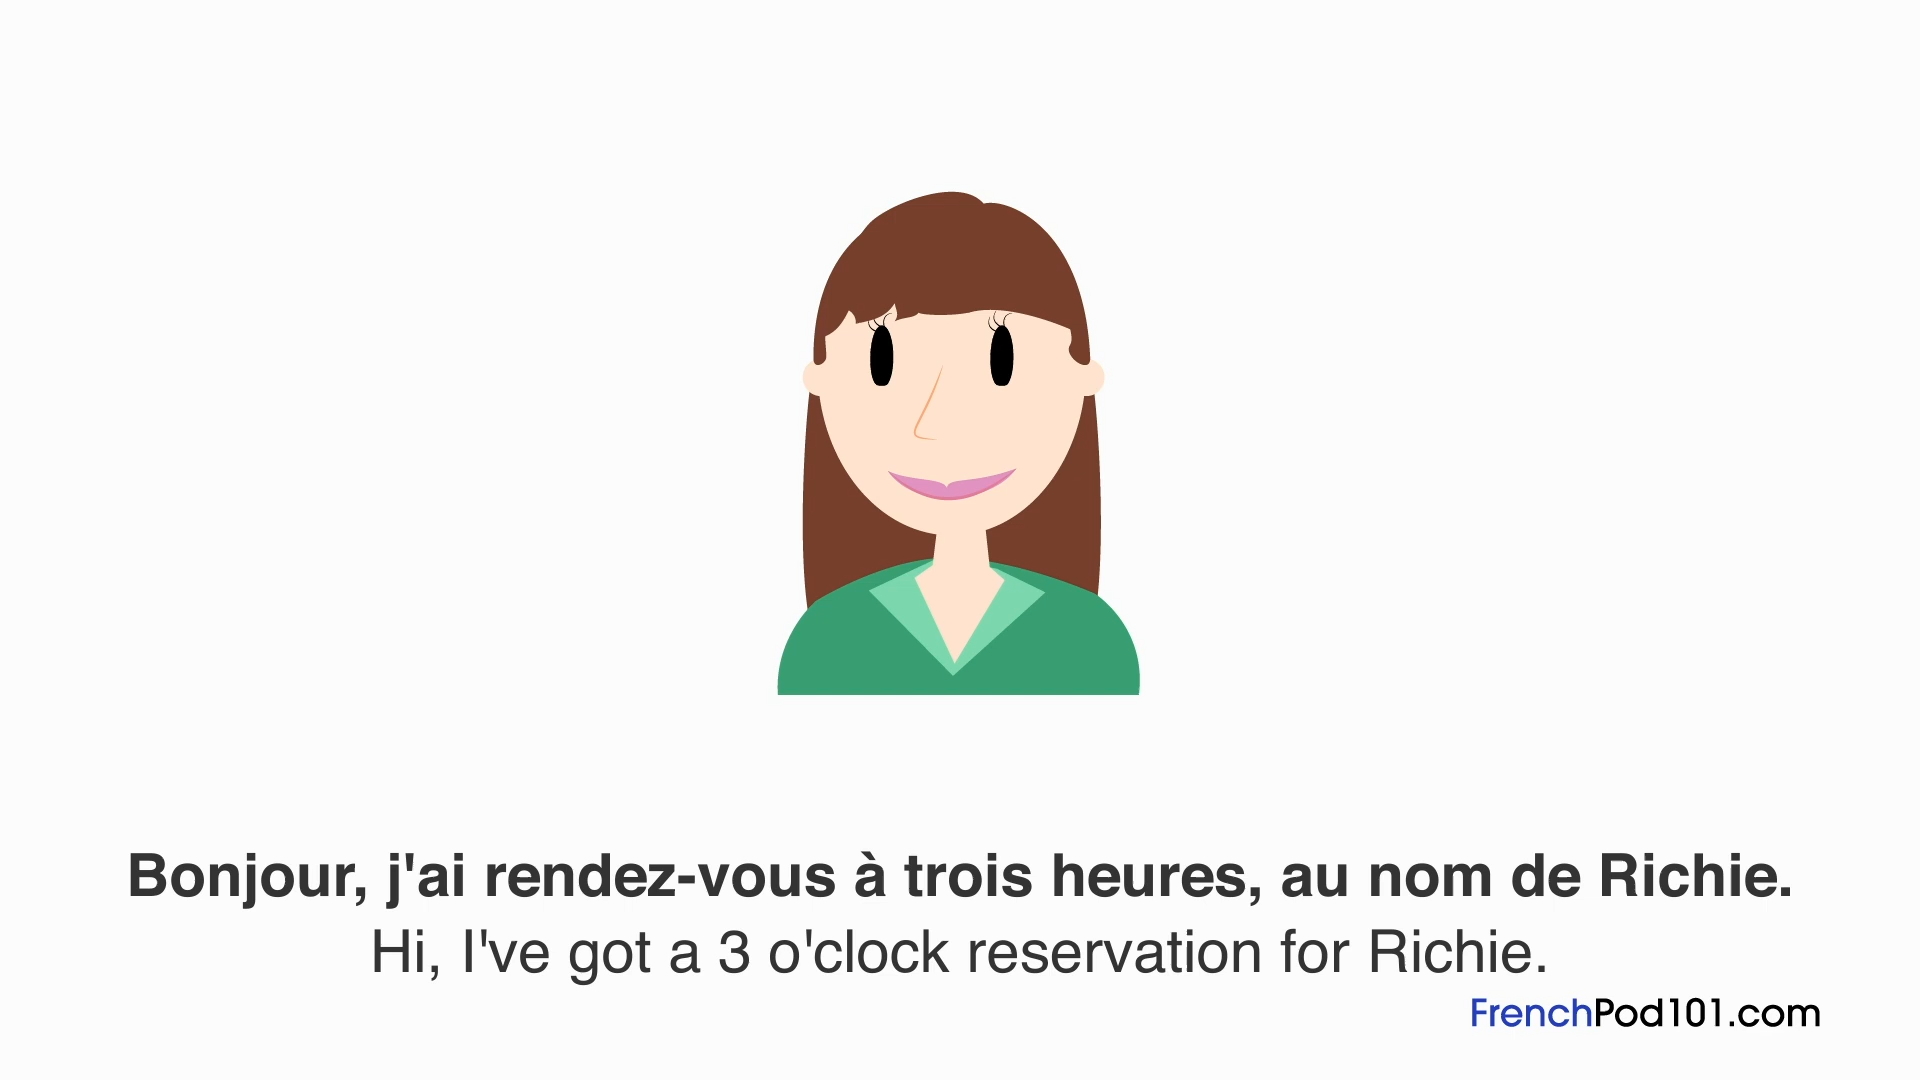 Bonjour, j'ai rendez-vous à trois heures, au nom de Richie.
Hi, I've got a 3 o'clock reservation for Richie.
FrenchPod101.com